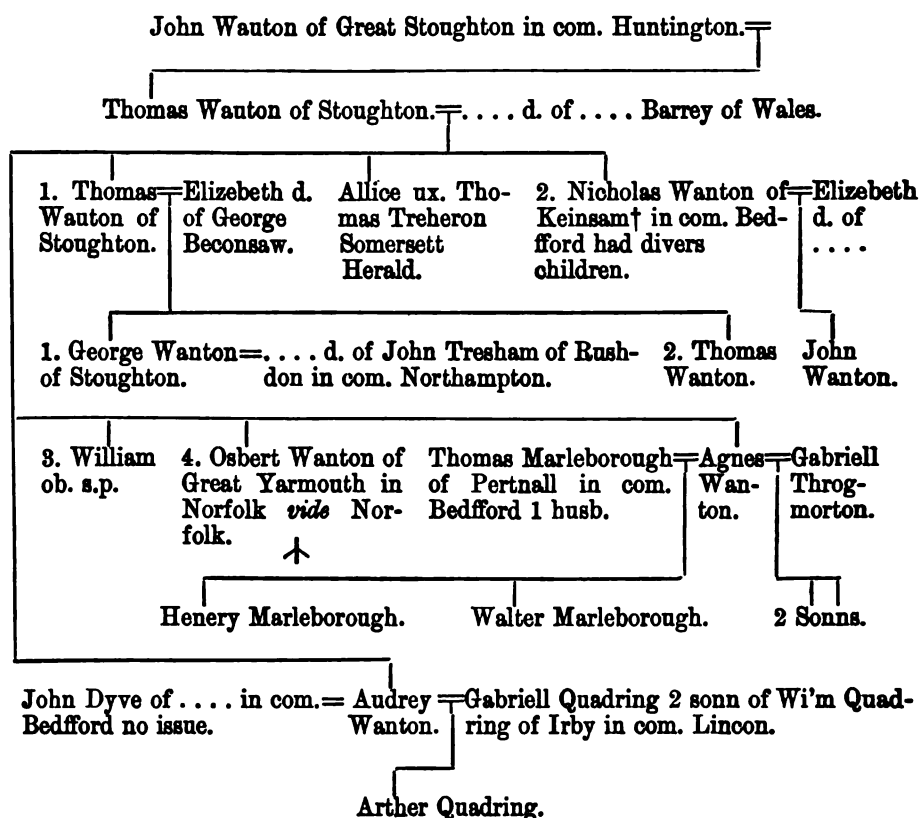 John Wauton of Great Stoughton in com. Huntington.
Thomas Wauton of Stoughton. . . . . d. of . . . . Barrey of Wales.
1. Thomas
Wauton of
Stoughton.
Elizebeth d.
of George
Beconsaw.
Allice ux. Tho-
mas Treheron
Somersett
Herald.
2. Nicholas Wanton of
Keinsam† in com. Bed-
fford had divers
children.
Elizebeth
d. of
. . . .
1. George Wanton
of Stoughton.
. . . . d. of John Tresham of Rush-
don in com. Northampton.
2. Thomas
Wanton.
John
Wanton.
3. William
ob. s.p.
4. Osbert Wanton of
Great Yarmouth in
Norfolk vide Nor-
folk.
Thomas Marleborough
of Pertnall in com.
Bedfford 1 husb.
Agnes
Wan-
ton.
Gabriell
Throg-
morton.
Henery Marleborough.
Walter Marleborough.
2 Sonns.
John Dyve of . . . . in com.
Bedfford no issue.
Audrey
Wanton.
Gabriell Quadring 2 sonn of Wi'm Quad-
ring of Irby in com. Lincon.
Arther Quadring.